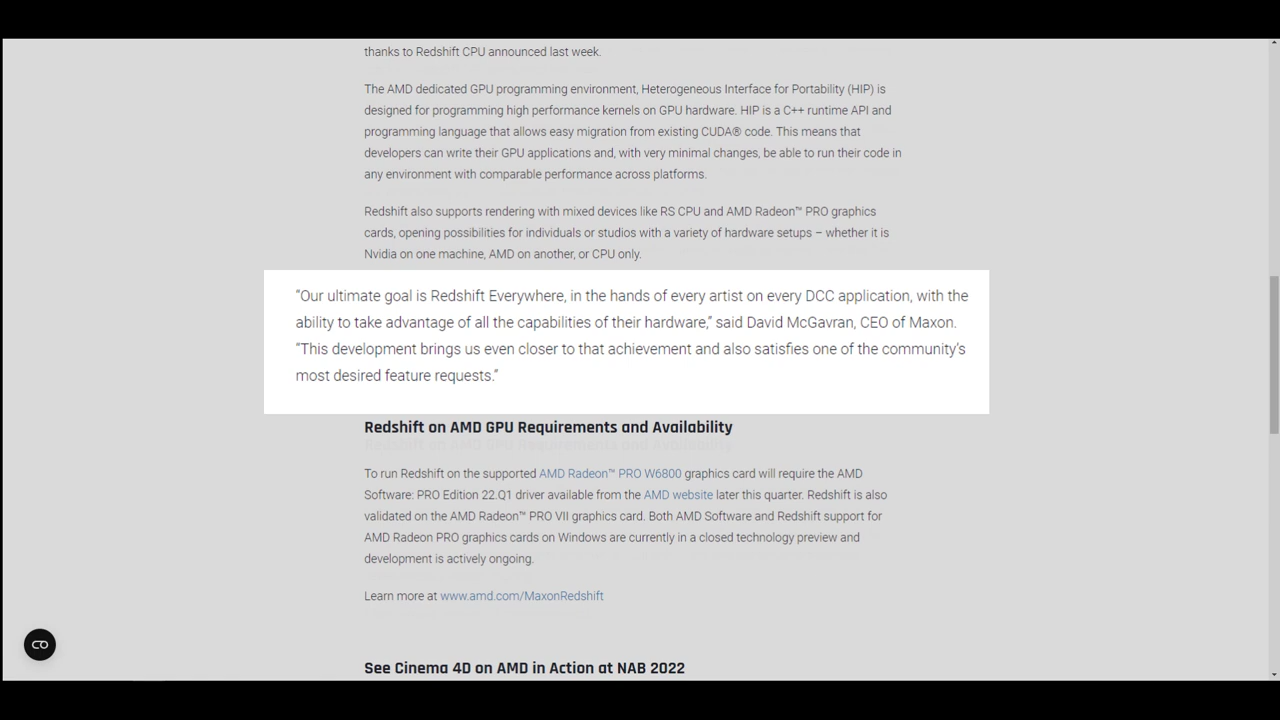 thanks to Redshift CPU announced last week.
The AMD dedicated GPU programming environment, Heterogeneous Interface for Portability (HIP) is
designed for programming high performance kernels on GPU hardware. HIP is a C++ runtime API and
programming language that allows easy migration from existing CUDA® code. This means that
developers can write their GPU applications and, with very minimal changes, be able to run their code in
any environment with comparable performance across platforms.
Redshift also supports rendering with mixed devices like RS CPU and AMD Radeon™ PRO graphics
cards, opening possibilities for individuals or studios with a variety of hardware setups – whether it is
Nvidia on one machine, AMD on another, or CPU only.
“Our ultimate goal is Redshift Everywhere, in the hands of every artist on every DCC application, with the
ability to take advantage of all the capabilities of their hardware,” said David McGavran, CEO of Maxon.
“This development brings us even closer to that achievement and also satisfies one of the community’s
most desired feature requests.”
Redshift on AMD GPU Requirements and Availability
Redshift on AMD GPU Requirements and Availability
To run Redshift on the supported AMD Radeon™ PRO W6800 graphics card will require the AMD
Software: PRO Edition 22.Q1 driver available from the AMD website later this quarter. Redshift is also
validated on the AMD Radeon™ PRO VII graphics card. Both AMD Software and Redshift support for
AMD Radeon PRO graphics cards on Windows are currently in a closed technology preview and
development is actively ongoing.
Learn more at www.amd.com/MaxonRedshift
See Cinema 4D on AMD in Action at NAB 2022